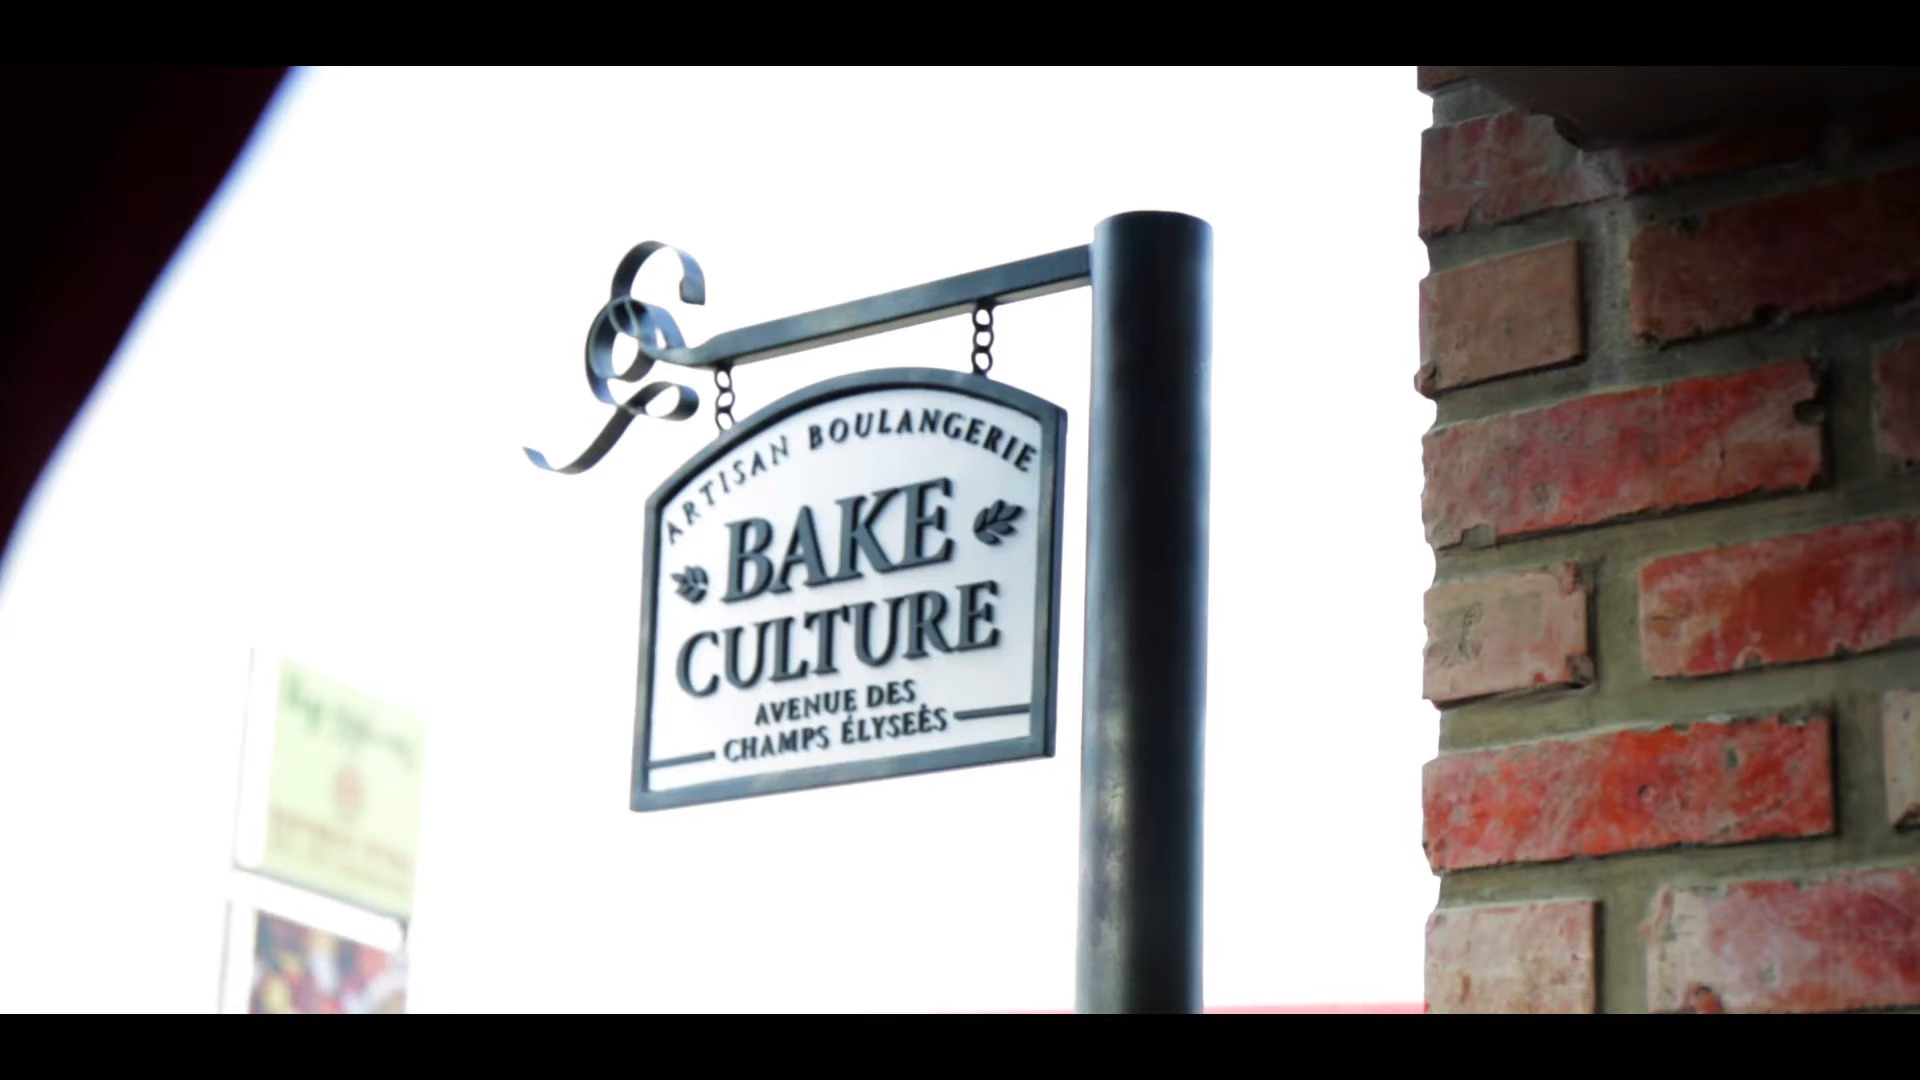 ARTISAN BOULANGERIE
BAKE
CULTURE
AVENUE DES
CHAMPS ÉLYSEÈS